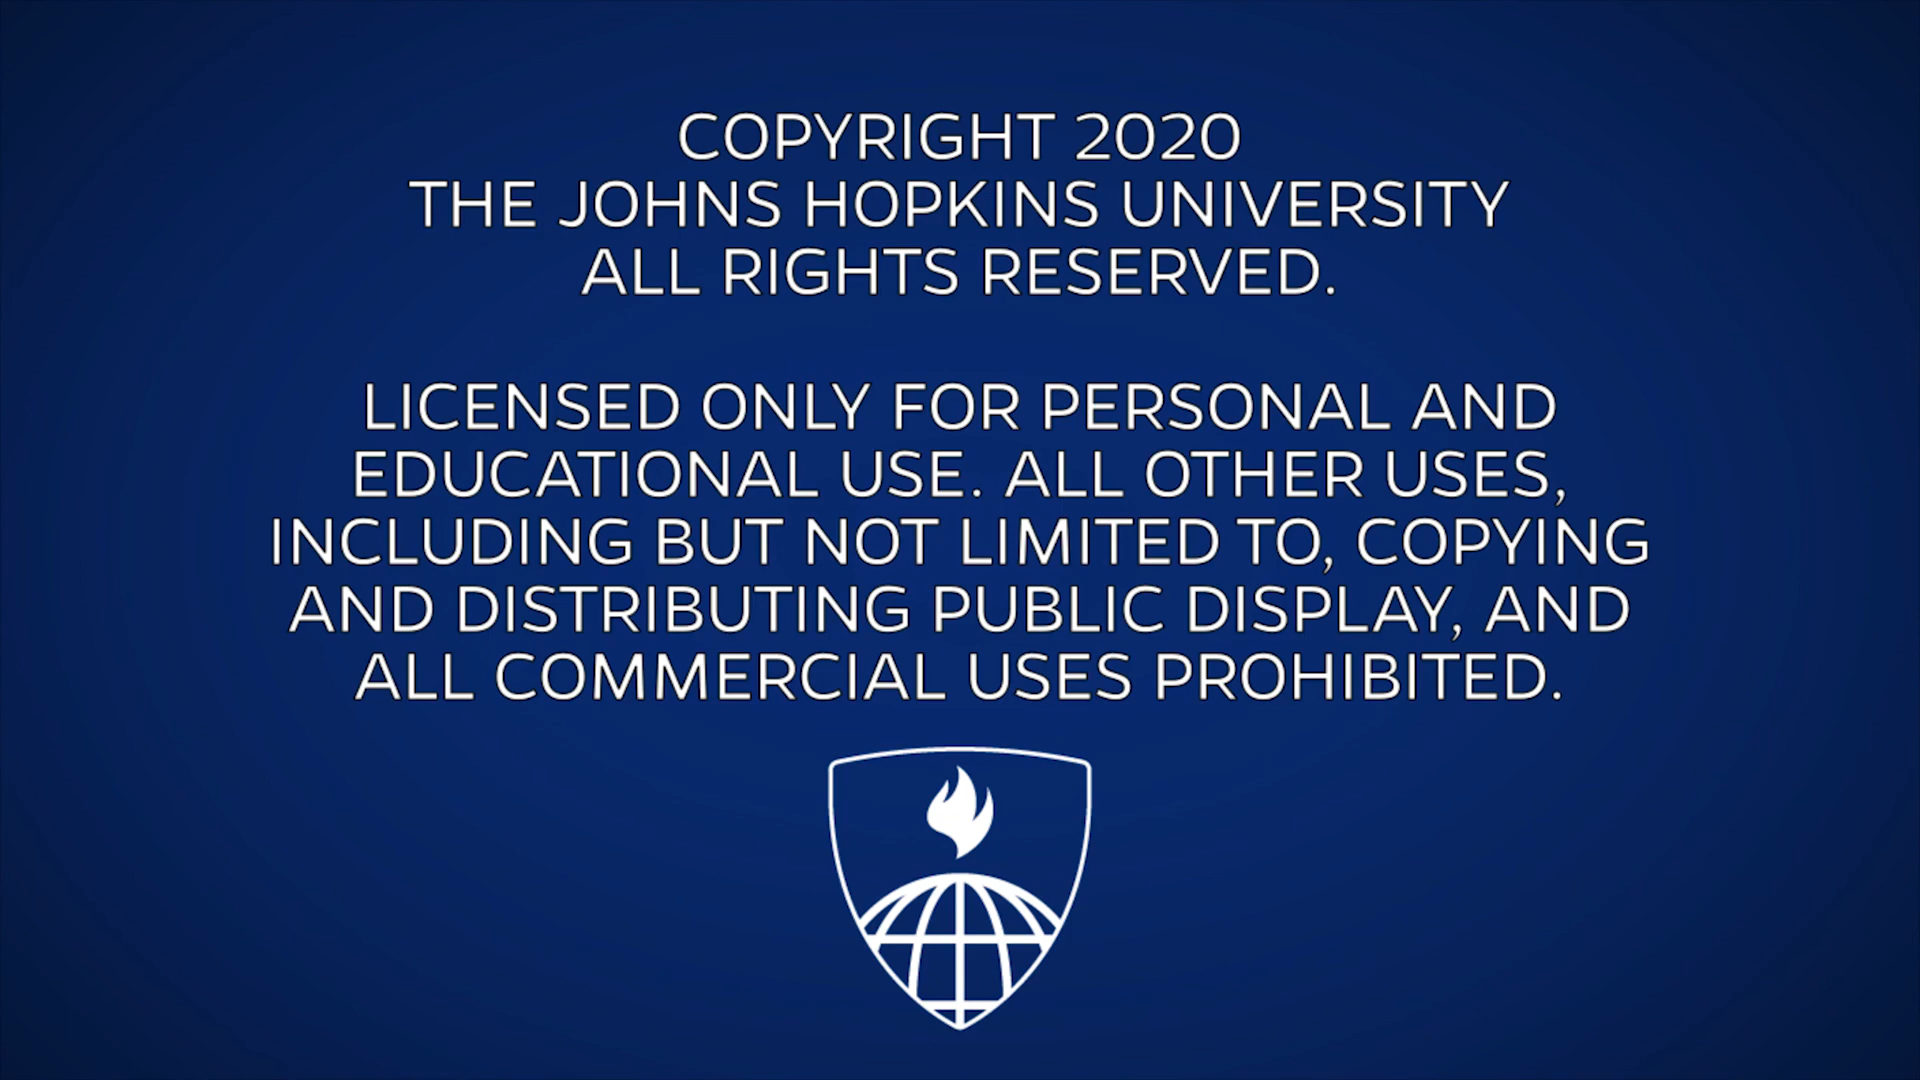 COPYRIGHT 2020
THE JOHNS HOPKINS UNIVERSITY
ALL RIGHTS RESERVED.
LICENSED ONLY FOR PERSONAL AND
EDUCATIONAL USE. ALL OTHER USES,
INCLUDING BUT NOT LIMITED TO, COPYING
AND DISTRIBUTING PUBLIC DISPLAY, AND
ALL COMMERCIAL USES PROHIBITED.